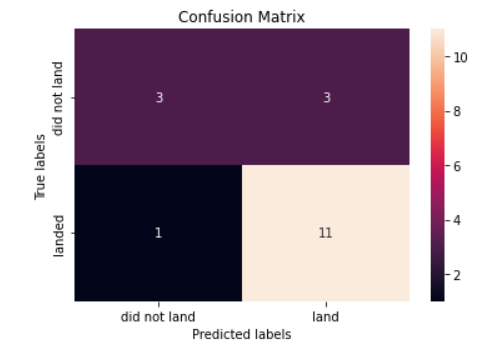 Confusion Matrix
did not land
3
3
10
8
6
4
2
True labels
landed
1
11
did not land
land
Predicted labels